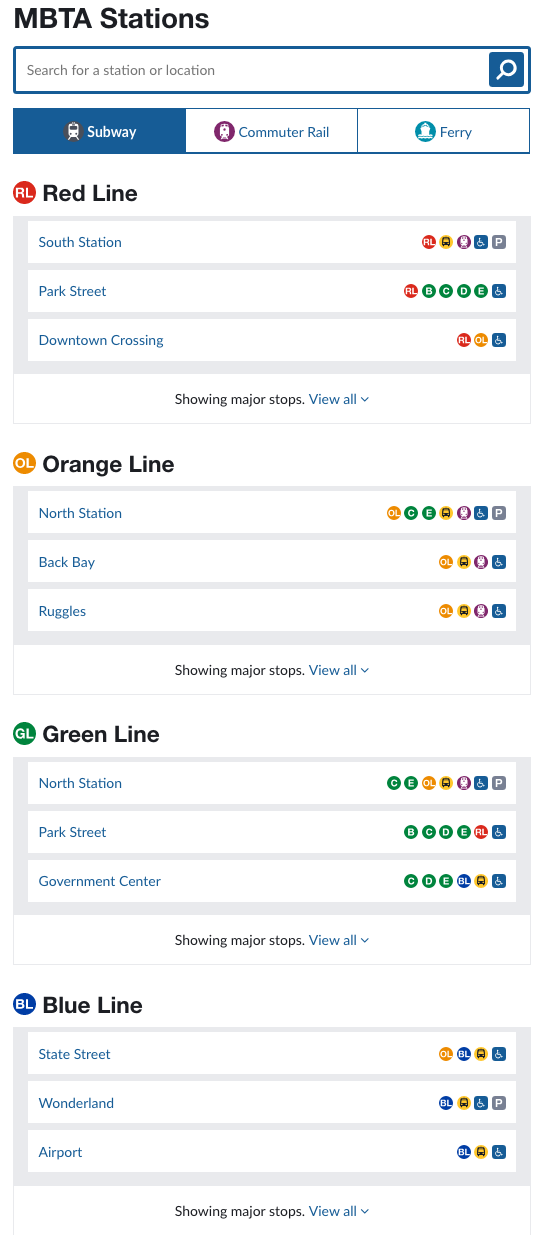 MBTA Stations
Search for a station or location
Subway Commuter Rail Ferry
RL Red Line
South Station RL P
Park Street RL B C D E
Downtown Crossing RL OL
Showing major stops. View all
OL Orange Line
North Station OL C E P
Back Bay OL
Ruggles OL
Showing major stops. View all
GL Green Line
North Station C E OL P
Park Street B C D E RL
Government Center C D E BL
Showing major stops. View all
BL Blue Line
State Street OL BL
Wonderland BL P
Airport BL
Showing major stops. View all